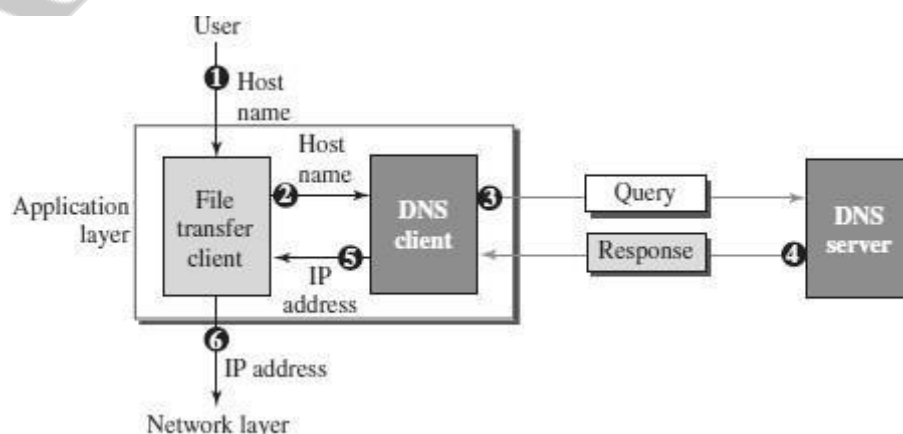 User
1 Host
name
Host
name
2
3
Query
File
transfer
client
DNS
client
DNS
server
Application
layer
Response
4
5
IP
address
6
IP address
Network layer